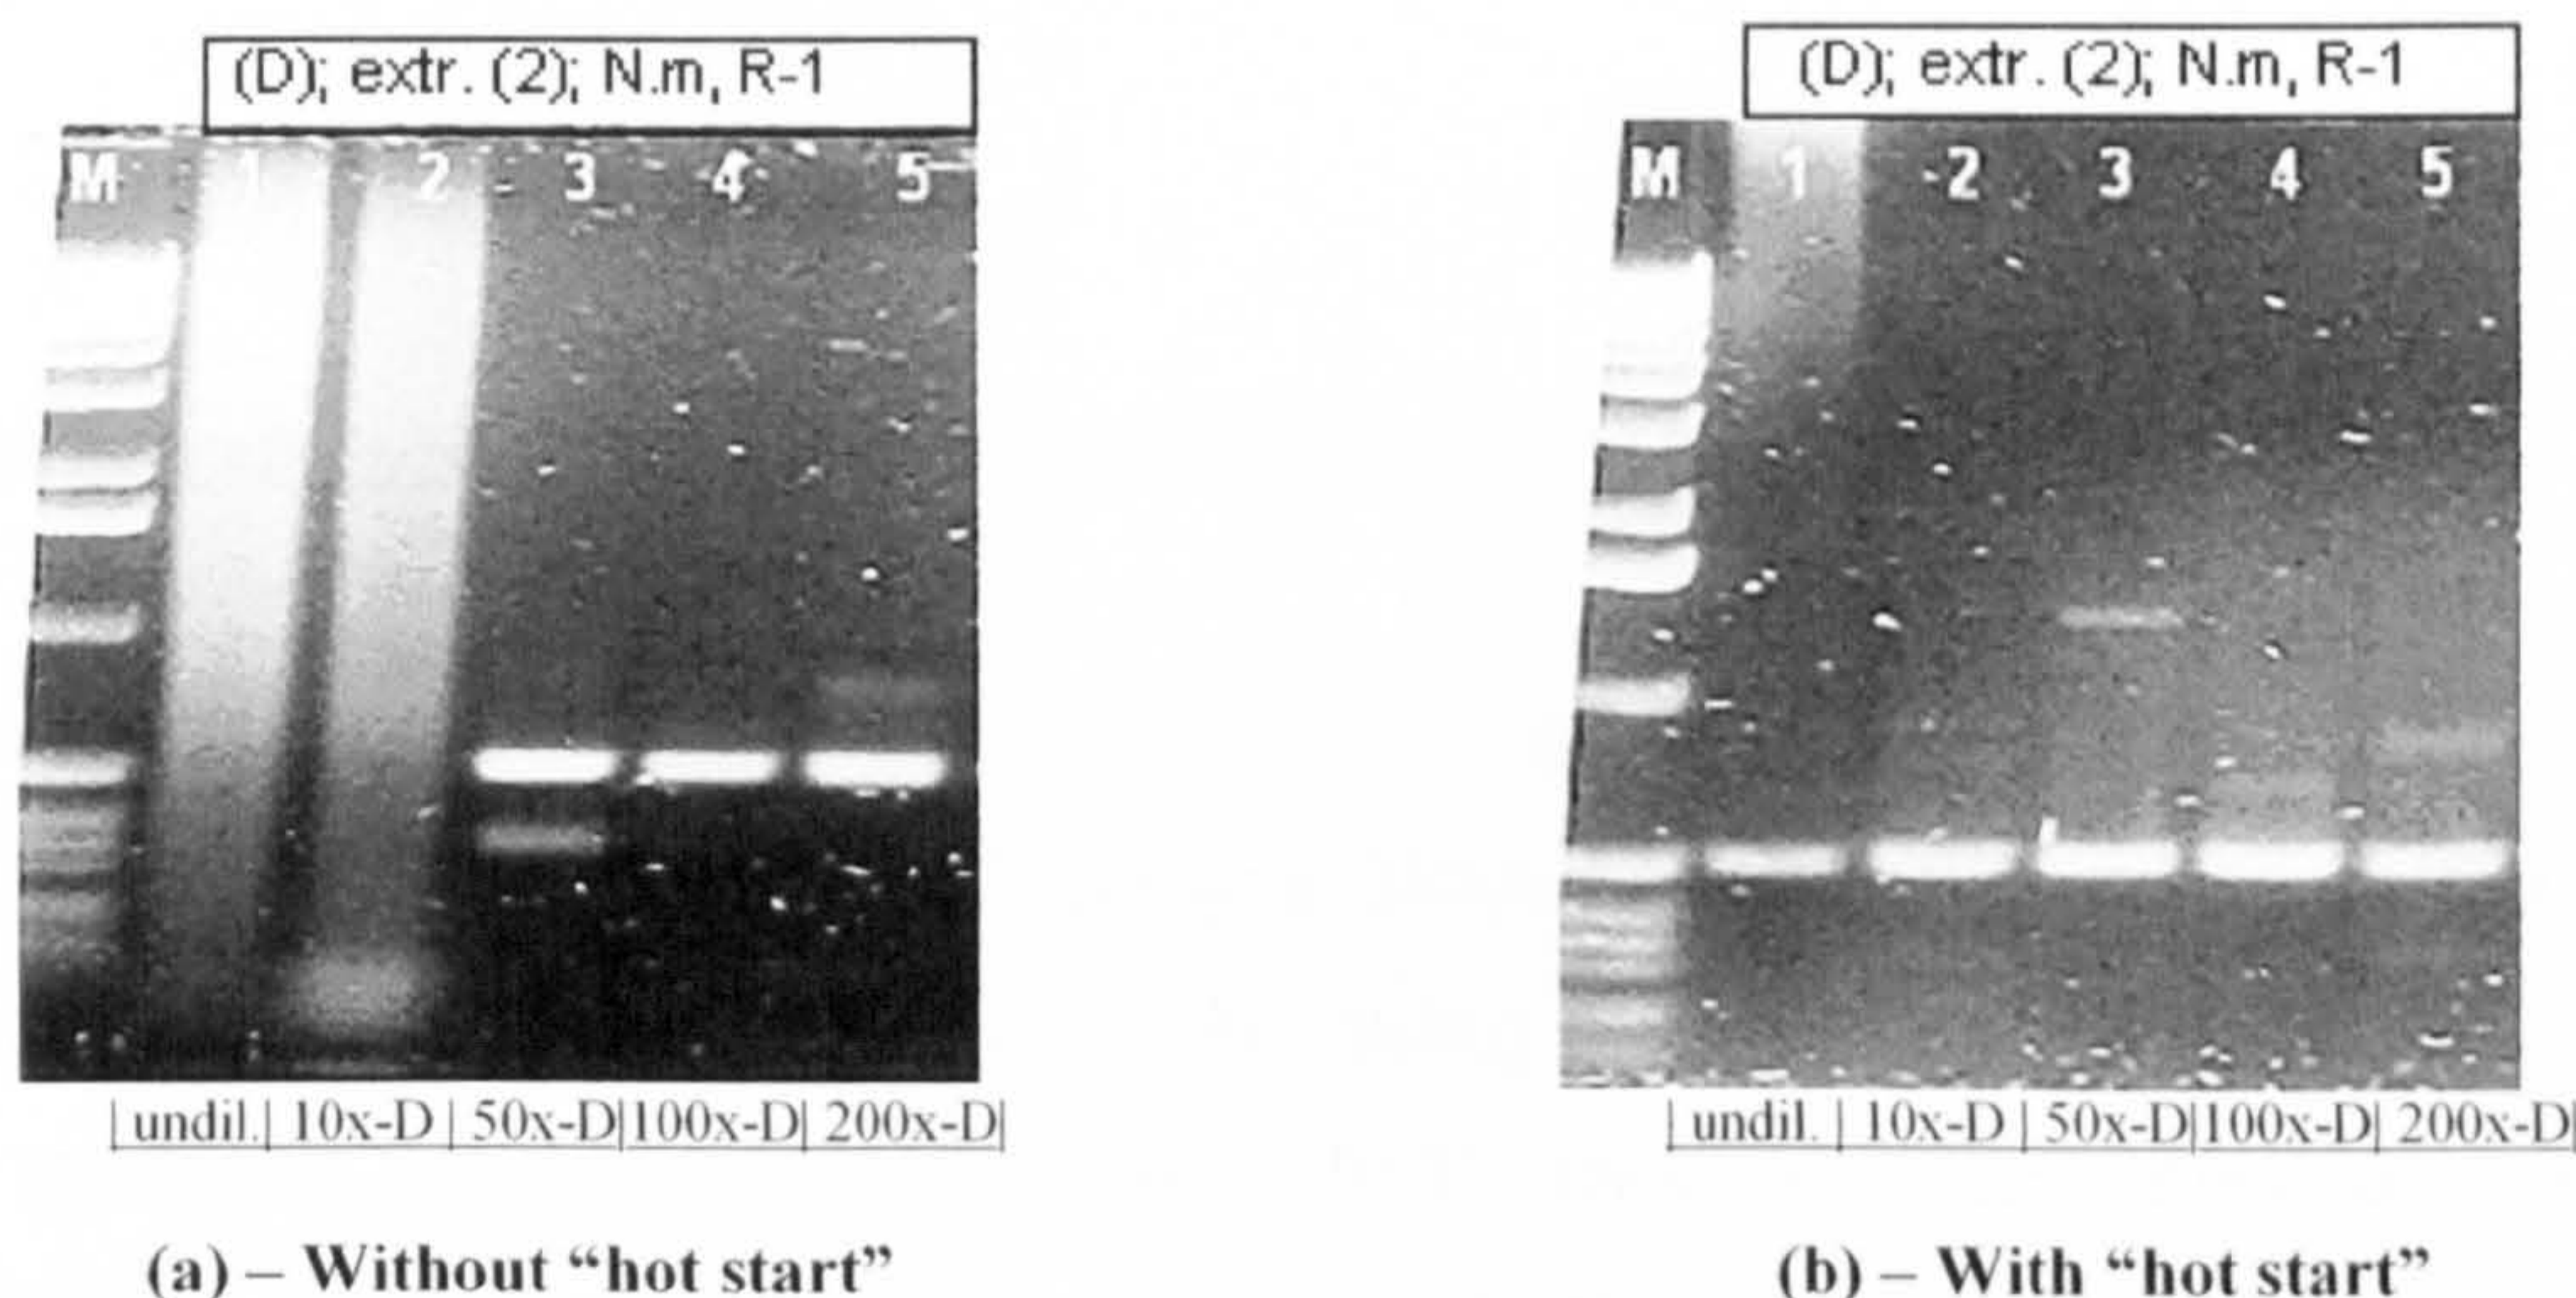 (D); extr. (2); N.m, R-1
M 1 2 3 4 5
undil. 10x-D 50x-D 100x-D 200x-D
(a) – Without “hot start”
(D); extr. (2); N.m, R-1
M 1 2 3 4 5
undil. 10x-D 50x-D 100x-D 200x-D
(b) – With “hot start”